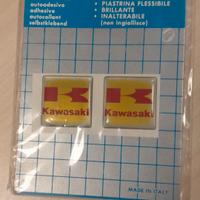 autoadesivo
adhesive
autocollant
selbstklebend
• PIASTRINA FLESSIBILE
• BRILLANTE
• INALTERABILE
(non ingiallisce)
Kawasaki
Kawasaki
MADE IN ITALY